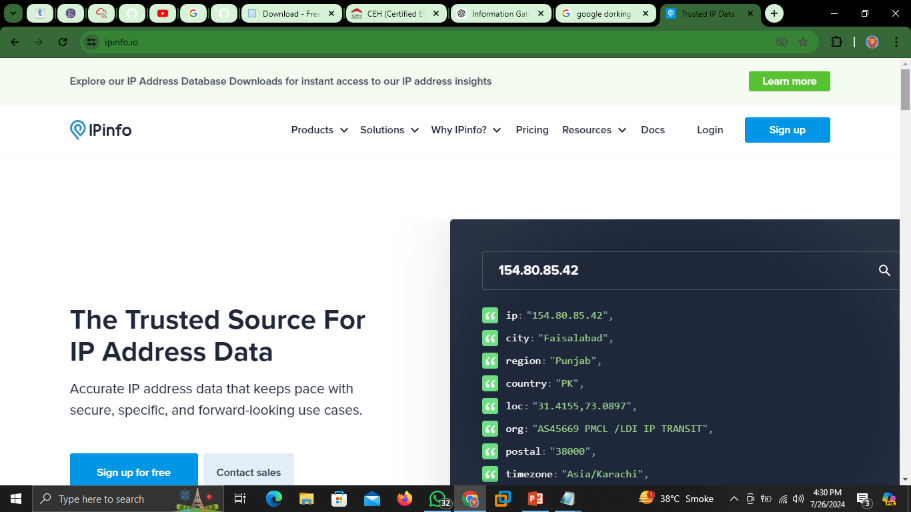 Download - Free
CEH (Certified E
Information Gat
google dorking
Trusted IP Data
ipinfo.io
Explore our IP Address Database Downloads for instant access to our IP address insights
Learn more
IPinfo
Products
Solutions
Why IPinfo?
Pricing
Resources
Docs
Login
Sign up
154.80.85.42
The Trusted Source For
IP Address Data
Accurate IP address data that keeps pace with
secure, specific, and forward-looking use cases.
Sign up for free
Contact sales
ip: "154.80.85.42",
city: "Faisalabad",
region: "Punjab",
country: "PK",
loc: "31.4155,73.0897",
org: "AS45669 PMCL /LDI IP TRANSIT",
postal: "38000",
timezone: "Asia/Karachi",
Type here to search
32
38°C Smoke
4:30 PM
7/26/2024
3